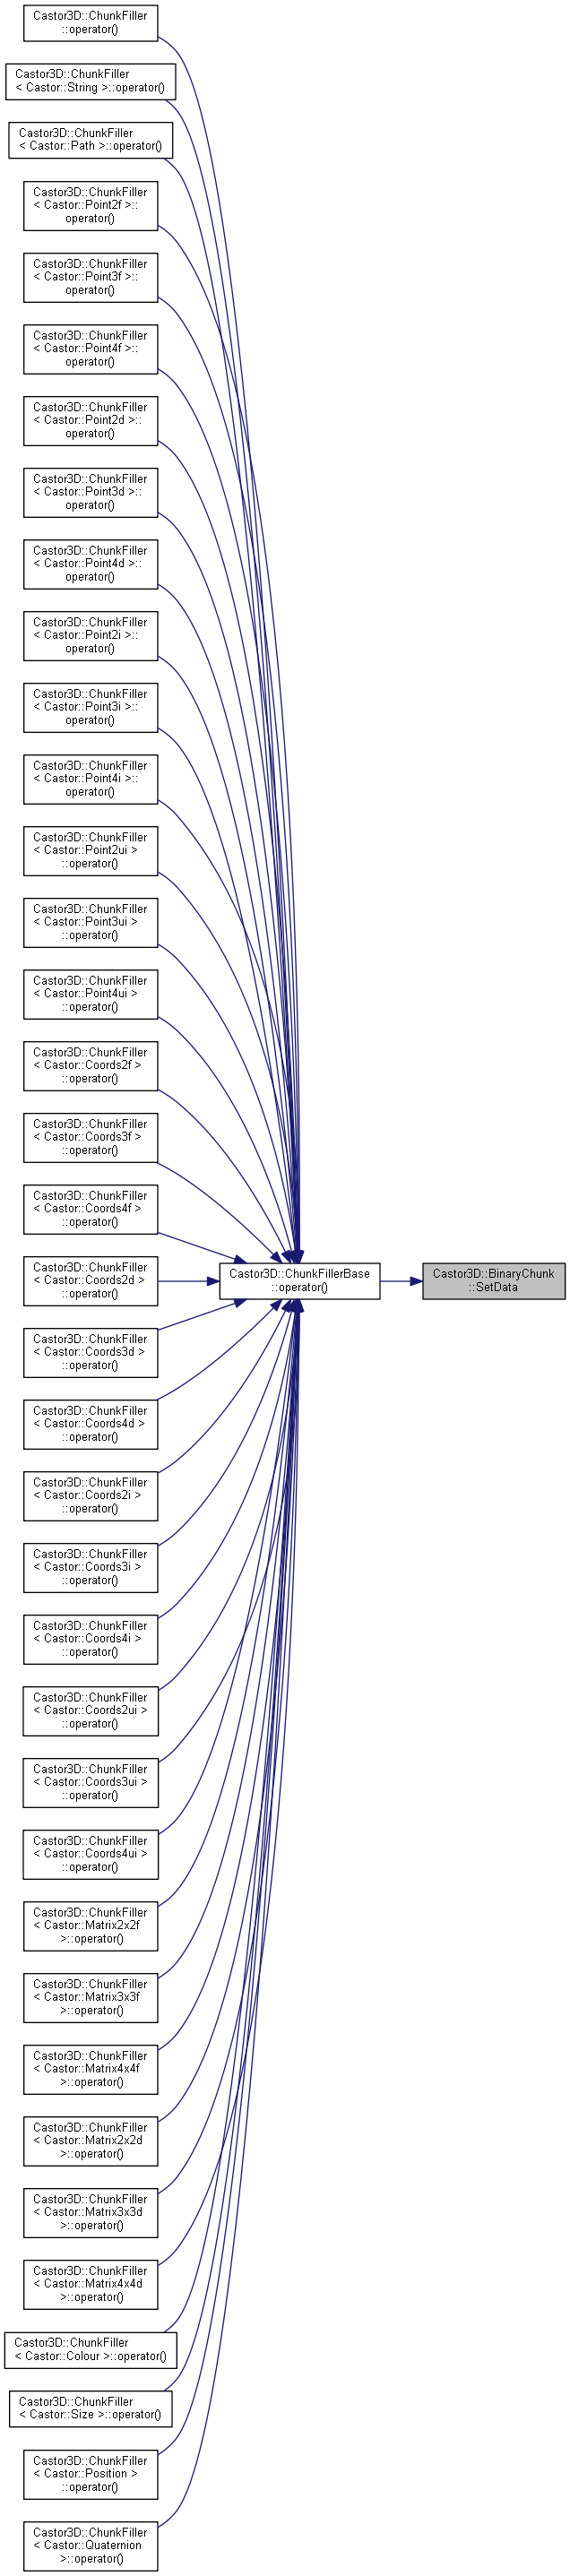 Castor3D::ChunkFiller
::operator()
Castor3D::ChunkFiller
< Castor::String >::operator()
Castor3D::ChunkFiller
< Castor::Path >::operator()
Castor3D::ChunkFiller
< Castor::Point2f >::
operator()
Castor3D::ChunkFiller
< Castor::Point3f >::
operator()
Castor3D::ChunkFiller
< Castor::Point4f >::
operator()
Castor3D::ChunkFiller
< Castor::Point2d >::
operator()
Castor3D::ChunkFiller
< Castor::Point3d >::
operator()
Castor3D::ChunkFiller
< Castor::Point4d >::
operator()
Castor3D::ChunkFiller
< Castor::Point2i >::
operator()
Castor3D::ChunkFiller
< Castor::Point3i >::
operator()
Castor3D::ChunkFiller
< Castor::Point4i >::
operator()
Castor3D::ChunkFiller
< Castor::Point2ui >
::operator()
Castor3D::ChunkFiller
< Castor::Point3ui >
::operator()
Castor3D::ChunkFiller
< Castor::Point4ui >
::operator()
Castor3D::ChunkFiller
< Castor::Coords2f >
::operator()
Castor3D::ChunkFiller
< Castor::Coords3f >
::operator()
Castor3D::ChunkFiller
< Castor::Coords4f >
::operator()
Castor3D::ChunkFiller
< Castor::Coords2d >
::operator()
Castor3D::ChunkFillerBase
::operator()
Castor3D::BinaryChunk
::SetData
Castor3D::ChunkFiller
< Castor::Coords3d >
::operator()
Castor3D::ChunkFiller
< Castor::Coords4d >
::operator()
Castor3D::ChunkFiller
< Castor::Coords2i >
::operator()
Castor3D::ChunkFiller
< Castor::Coords3i >
::operator()
Castor3D::ChunkFiller
< Castor::Coords4i >
::operator()
Castor3D::ChunkFiller
< Castor::Coords2ui >
::operator()
Castor3D::ChunkFiller
< Castor::Coords3ui >
::operator()
Castor3D::ChunkFiller
< Castor::Coords4ui >
::operator()
Castor3D::ChunkFiller
< Castor::Matrix2x2f
>::operator()
Castor3D::ChunkFiller
< Castor::Matrix3x3f
>::operator()
Castor3D::ChunkFiller
< Castor::Matrix4x4f
>::operator()
Castor3D::ChunkFiller
< Castor::Matrix2x2d
>::operator()
Castor3D::ChunkFiller
< Castor::Matrix3x3d
>::operator()
Castor3D::ChunkFiller
< Castor::Matrix4x4d
>::operator()
Castor3D::ChunkFiller
< Castor::Colour >::operator()
Castor3D::ChunkFiller
< Castor::Size >::operator()
Castor3D::ChunkFiller
< Castor::Position >
::operator()
Castor3D::ChunkFiller
< Castor::Quaternion
>::operator()